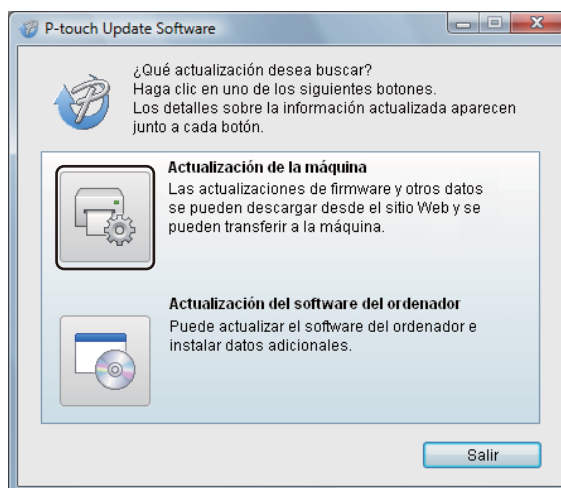 P-touch Update Software
¿Qué actualización desea buscar?
Haga clic en uno de los siguientes botones.
Los detalles sobre la información actualizada aparecen
junto a cada botón.
Actualización de la máquina
Las actualizaciones de firmware y otros datos
se pueden descargar desde el sitio Web y se
pueden transferir a la máquina.
Actualización del software del ordenador
Puede actualizar el software del ordenador e
instalar datos adicionales.
Salir